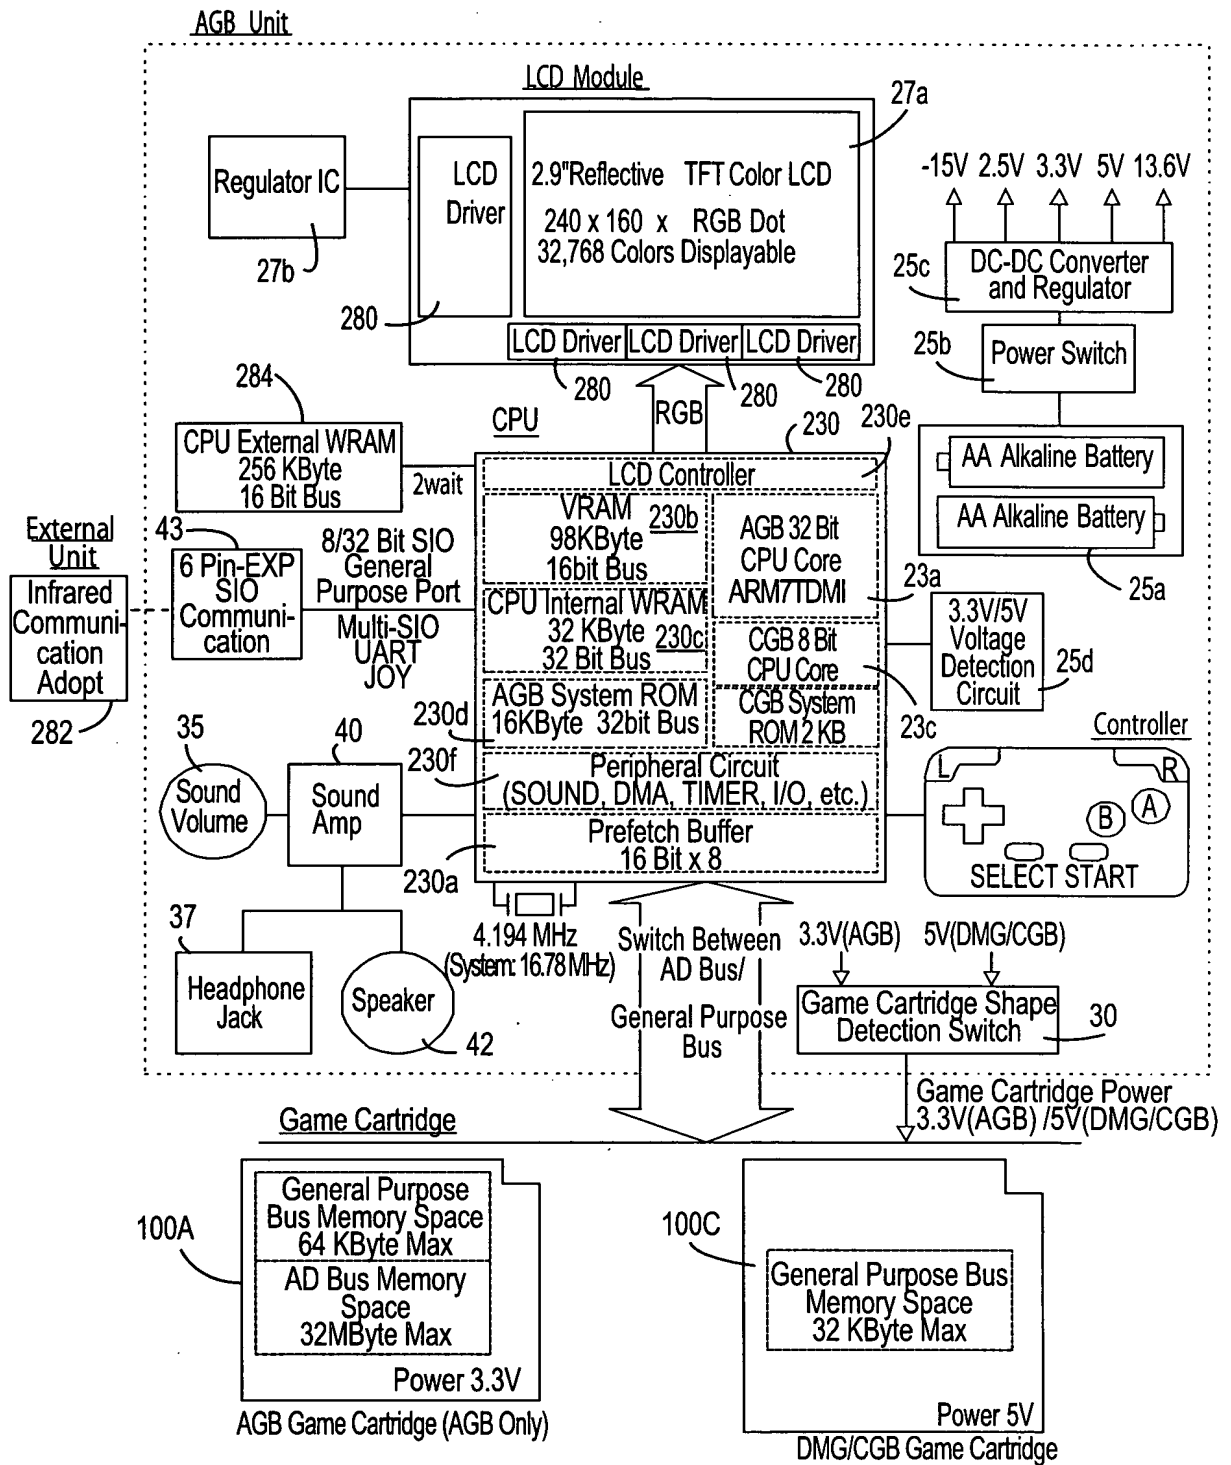 AGB Unit
LCD Module
27a
Regulator IC
27b
LCD
Driver
280
2.9"Reflective TFT Color LCD
240 x 160 x RGB Dot
32,768 Colors Displayable
LCD Driver
LCD Driver
LCD Driver
280
280
280
-15V
2.5V
3.3V
5V
13.6V
25c
DC-DC Converter
and Regulator
25b
Power Switch
AA Alkaline Battery
AA Alkaline Battery
25a
284
CPU External WRAM
256 KByte
16 Bit Bus
2wait
CPU
RGB
230
230e
LCD Controller
VRAM
230b
98KByte
16bit Bus
AGB 32 Bit
CPU Core
ARM7TDMI
23a
CPU Internal WRAM
32 KByte
230c
32 Bit Bus
CGB 8 Bit
CPU Core
23c
AGB System ROM
16KByte 32bit Bus
230d
CGB System
ROM 2 KB
230f
Peripheral Circuit
(SOUND, DMA, TIMER, I/O, etc.)
Prefetch Buffer
16 Bit x 8
230a
External
Unit
Infrared
Communi-
cation
Adopt
282
43
6 Pin-EXP
SIO
Communi-
cation
8/32 Bit SIO
General
Purpose Port
Multi-SIO
UART
JOY
3.3V/5V
Voltage
Detection
Circuit
25d
35
Sound
Volume
40
Sound
Amp
37
Headphone
Jack
Speaker
42
4.194 MHz
(System: 16.78 MHz)
Controller
L
R
B
A
SELECT START
Switch Between
AD Bus/
General Purpose
Bus
3.3V(AGB)
5V(DMG/CGB)
Game Cartridge Shape
Detection Switch
30
Game Cartridge Power
3.3V(AGB) /5V(DMG/CGB)
Game Cartridge
100A
General Purpose
Bus Memory Space
64 KByte Max
AD Bus Memory
Space
32MByte Max
Power 3.3V
AGB Game Cartridge (AGB Only)
100C
General Purpose Bus
Memory Space
32 KByte Max
Power 5V
DMG/CGB Game Cartridge